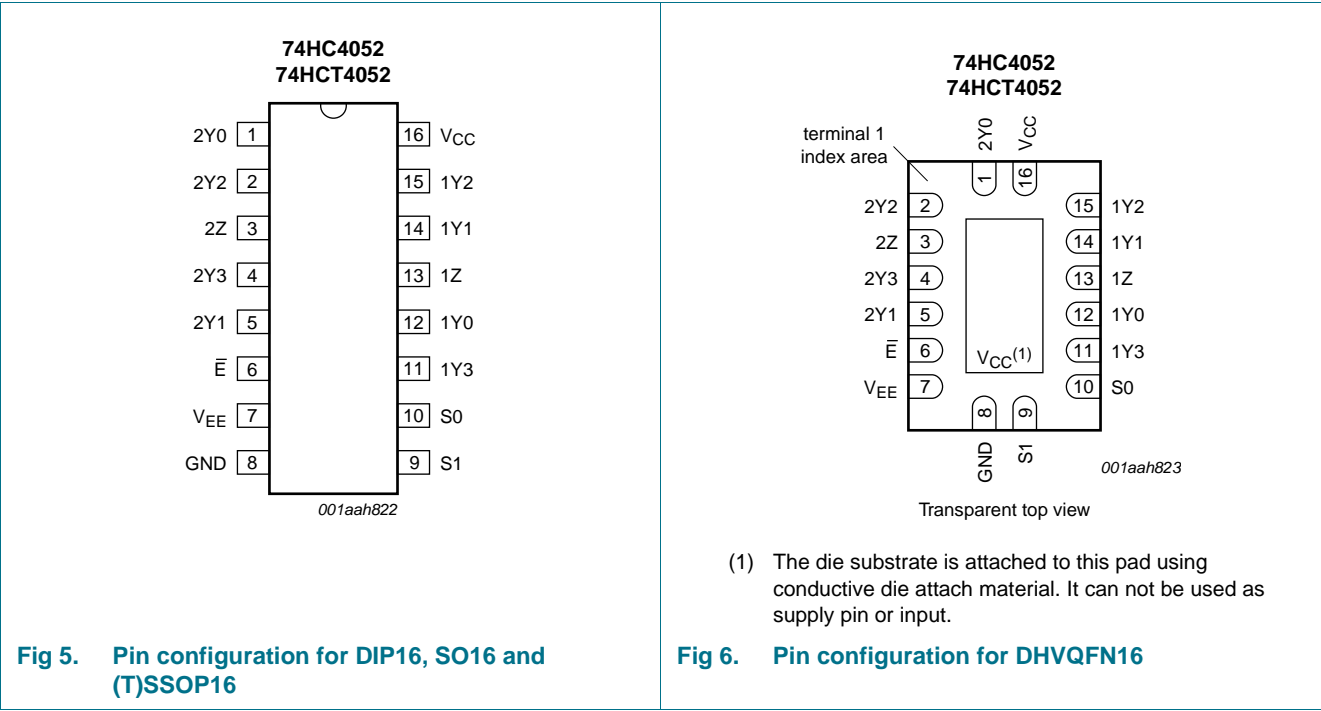 74HC4052
74HCT4052
2Y0 1
2Y2 2
2Z 3
2Y3 4
2Y1 5
E̅ 6
VEE 7
GND 8
16 VCC
15 1Y2
14 1Y1
13 1Z
12 1Y0
11 1Y3
10 S0
9 S1
001aah822
Fig 5. Pin configuration for DIP16, SO16 and
(T)SSOP16
74HC4052
74HCT4052
terminal 1
index area
2Y0
VCC
1
16
2Y2 2
2Z 3
2Y3 4
2Y1 5
E̅ 6
VEE 7
15 1Y2
14 1Y1
13 1Z
12 1Y0
11 1Y3
10 S0
VCC(1)
8
9
GND
S1
001aah823
Transparent top view
(1) The die substrate is attached to this pad using
conductive die attach material. It can not be used as
supply pin or input.
Fig 6. Pin configuration for DHVQFN16